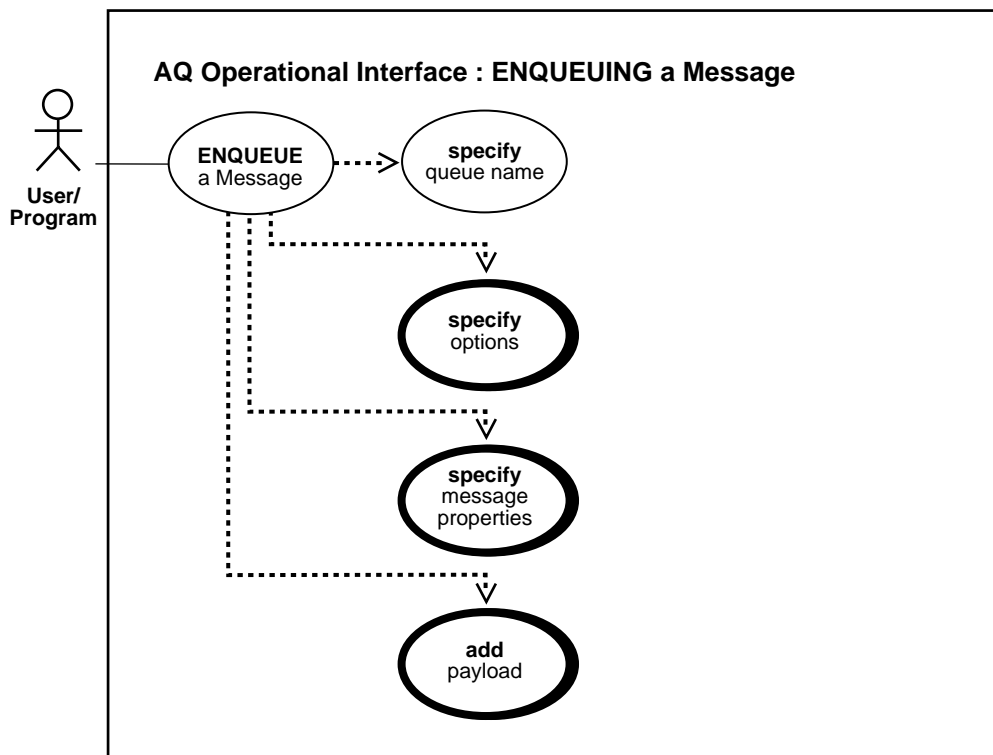 AQ Operational Interface : ENQUEUING a Message
User/
Program
ENQUEUE
a Message
specify
queue name
specify
options
specify
message
properties
add
payload